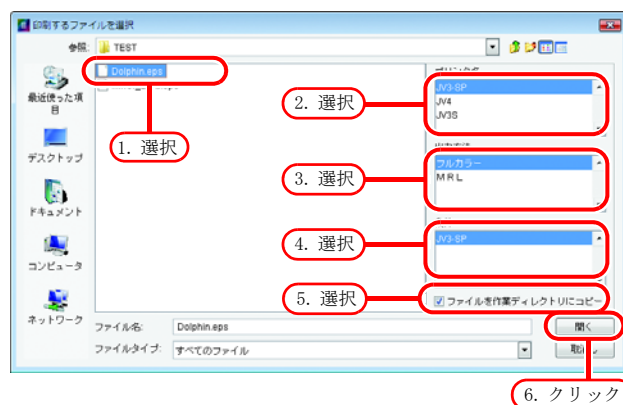 印刷するファイルを選択
参照:
TEST
Dolphin.eps
最近使った項
目
デスクトップ
ドキュメント
コンピュータ
ネットワーク
1. 選択
2. 選択
JV3-SP
JV4
JV3S
3. 選択
フルカラー
MRL
4. 選択
JV3-SP
5. 選択
ファイルを作業ディレクトリにコピー
ファイル名:
Dolphin.eps
開く
ファイルタイプ:
すべてのファイル
6. クリック